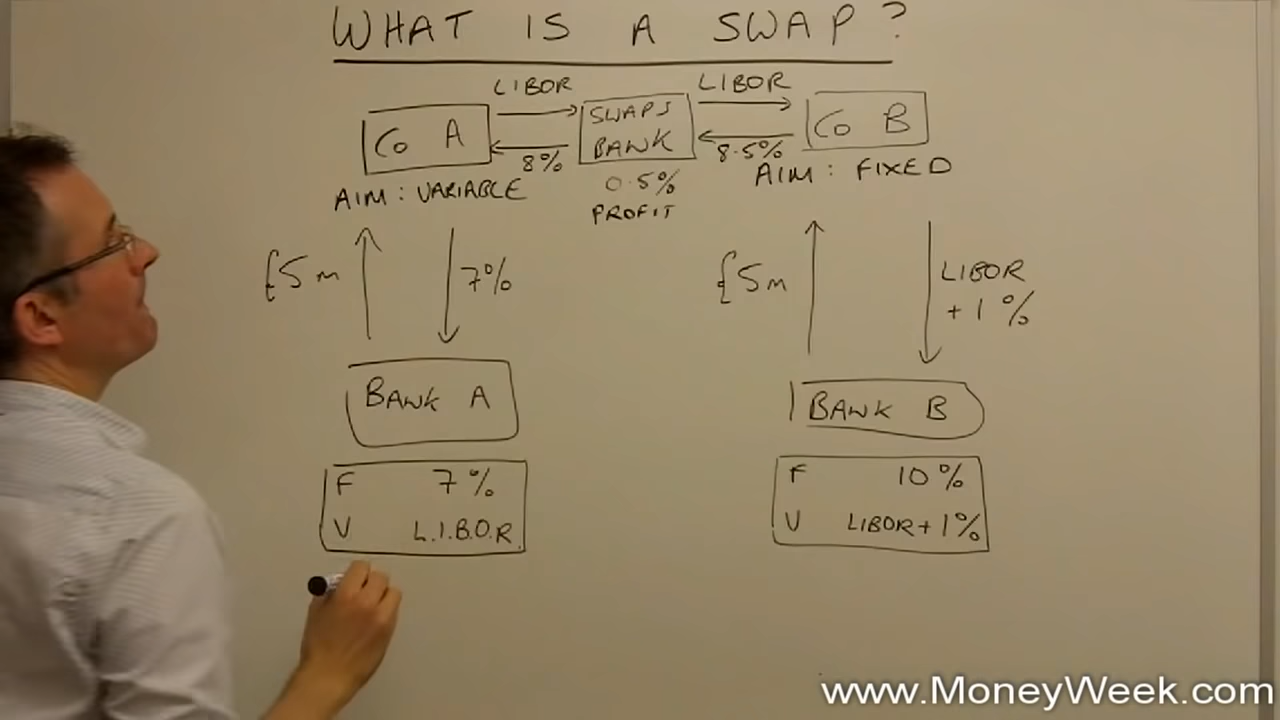 WHAT IS A SWAP?
LIBOR
LIBOR
CO A
SWAPS
BANK
CO B
8%
8.5%
AIM: VARIABLE
0.5%
PROFIT
AIM: FIXED
£5m
7%
£5m
LIBOR
+1%
BANK A
BANK B
F 7%
V L.I.B.O.R.
F 10%
V LIBOR+1%
www.MoneyWeek.com